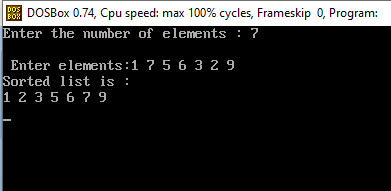 DOSBox 0.74, Cpu speed: max 100% cycles, Frameskip 0, Program:
Enter the number of elements : 7
Enter elements:1 7 5 6 3 2 9
Sorted list is :
1 2 3 5 6 7 9